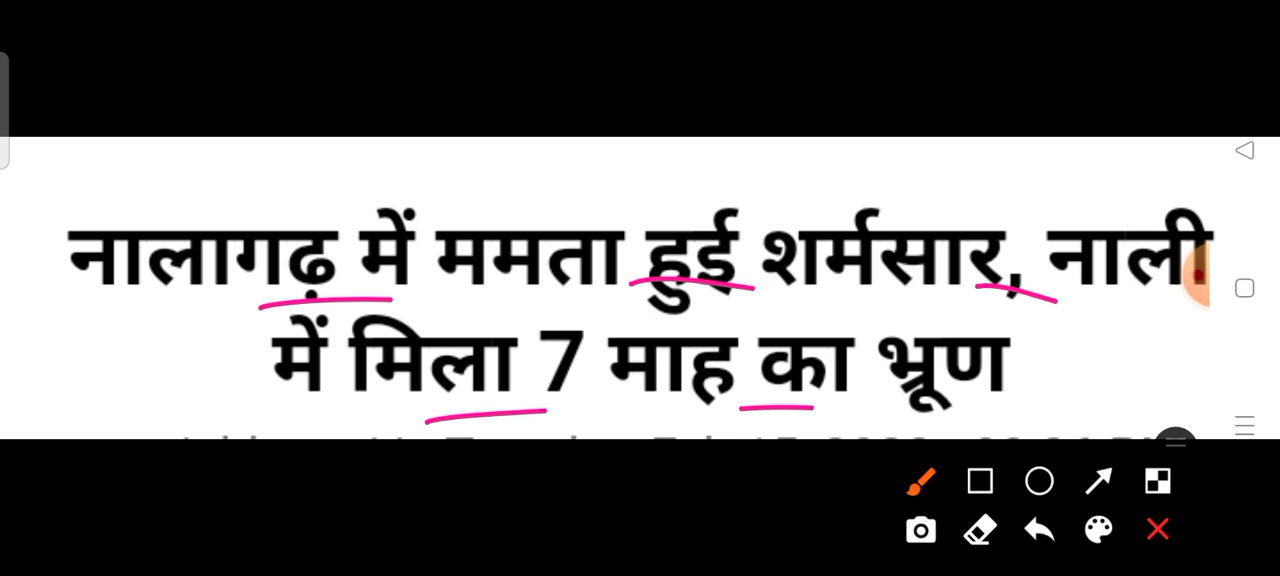 नालागढ़ में ममता हुई शर्मसार, नाली
में मिला 7 माह का भ्रूण